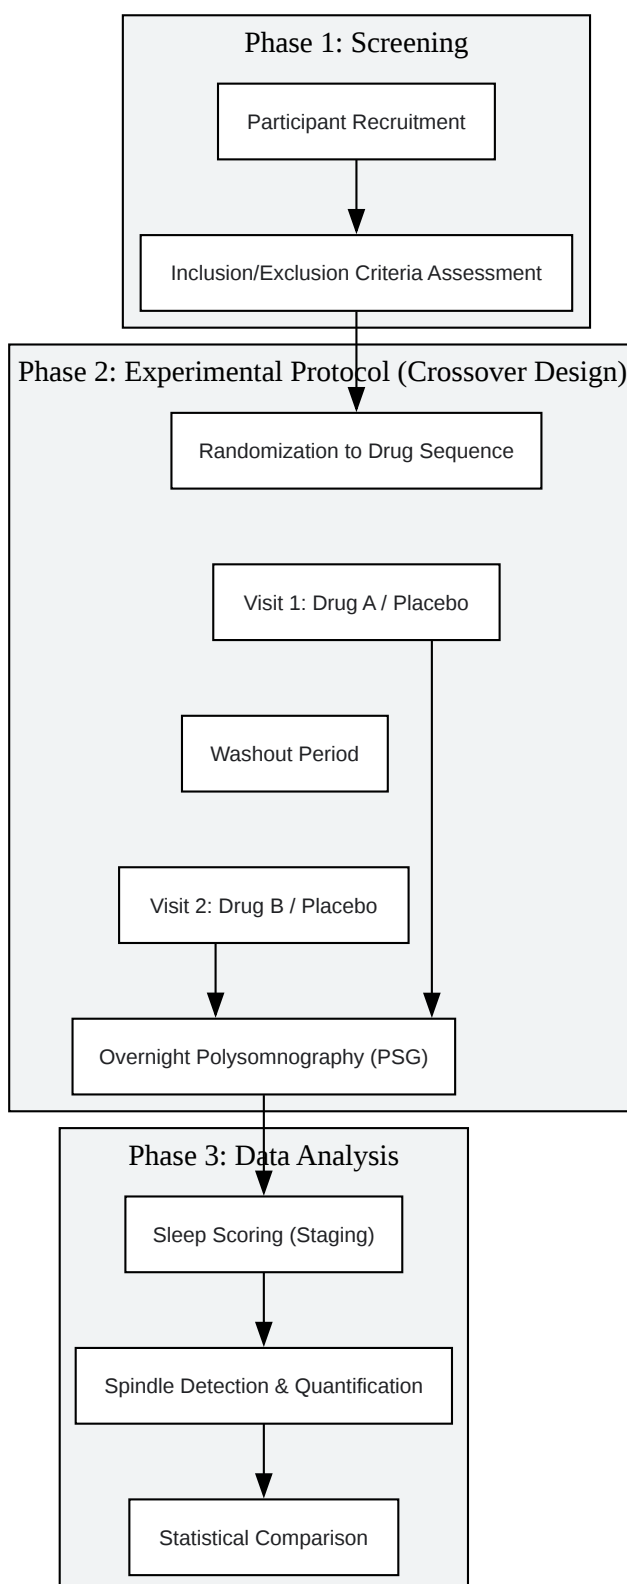 Phase 1: Screening
Participant Recruitment
Inclusion/Exclusion Criteria Assessment
Phase 2: Experimental Protocol (Crossover Design)
Randomization to Drug Sequence
Visit 1: Drug A / Placebo
Washout Period
Visit 2: Drug B / Placebo
Overnight Polysomnography (PSG)
Phase 3: Data Analysis
Sleep Scoring (Staging)
Spindle Detection & Quantification
Statistical Comparison